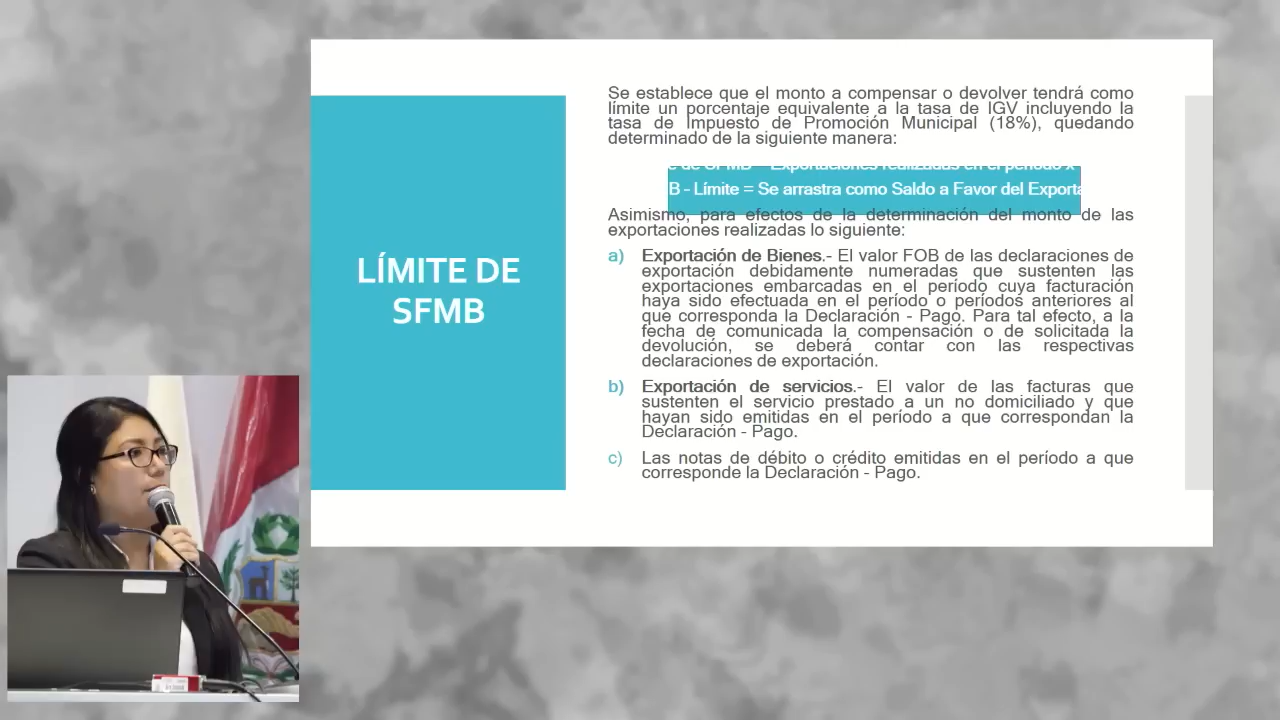 LÍMITE DE
SFMB
Se establece que el monto a compensar o devolver tendrá como
límite un porcentaje equivalente a la tasa de IGV incluyendo la
tasa de Impuesto de Promoción Municipal (18%), quedando
determinado de la siguiente manera:
de SFMB = Exportaciones realizadas en el período x
B - Límite = Se arrastra como Saldo a Favor del Exporta
Asimismo, para efectos de la determinación del monto de las
exportaciones realizadas lo siguiente:
a) Exportación de Bienes.- El valor FOB de las declaraciones de
exportación debidamente numeradas que sustenten las
exportaciones embarcadas en el período cuya facturación
haya sido efectuada en el período o períodos anteriores al
que corresponda la Declaración - Pago. Para tal efecto, a la
fecha de comunicada la compensación o de solicitada la
devolución, se deberá contar con las respectivas
declaraciones de exportación.
b) Exportación de servicios.- El valor de las facturas que
sustenten el servicio prestado a un no domiciliado y que
hayan sido emitidas en el período a que correspondan la
Declaración - Pago.
c) Las notas de débito o crédito emitidas en el período a que
corresponde la Declaración - Pago.